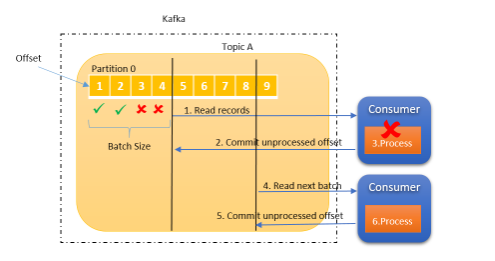 Kafka
Topic A
Offset
Partition 0
1 2 3 4 5 6 7 8 9
1. Read records
Consumer
Batch Size
2. Commit unprocessed offset
3.Process
4. Read next batch
Consumer
5. Commit unprocessed offset
6.Process